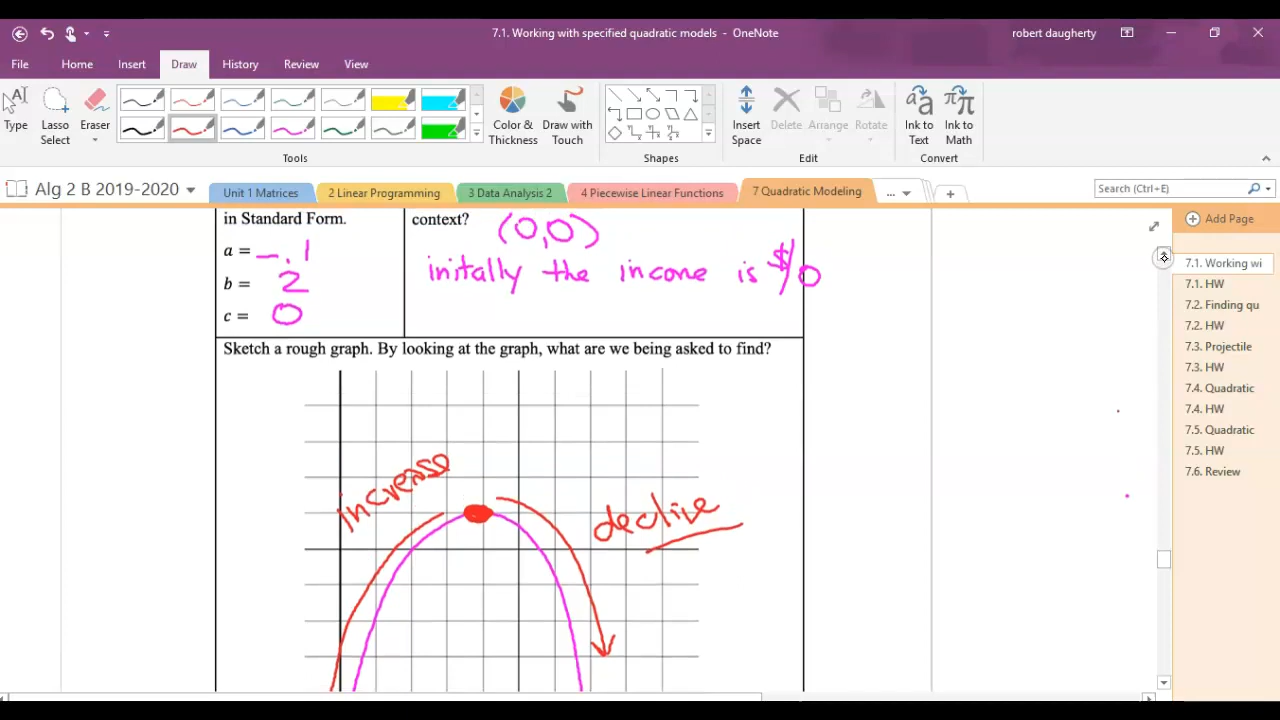 7.1. Working with specified quadratic models - OneNote
robert daugherty
File Home Insert Draw History Review View
Type
Lasso Select
Eraser
Color & Thickness
Draw with Touch
Insert Space
Delete
Arrange
Rotate
Ink to Text
Ink to Math
Tools
Shapes
Edit
Convert
Alg 2 B 2019-2020
Unit 1 Matrices
2 Linear Programming
3 Data Analysis 2
4 Piecewise Linear Functions
7 Quadratic Modeling
...
Search (Ctrl+E)
Add Page
7.1. Working wi
7.1. HW
7.2. Finding qu
7.2. HW
7.3. Projectile
7.3. HW
7.4. Quadratic
7.4. HW
7.5. Quadratic
7.5. HW
7.6. Review
in Standard Form.
a = -.1
b = 2
c = 0
context?
(0,0)
initally the income is $0
Sketch a rough graph. By looking at the graph, what are we being asked to find?
increase
decline